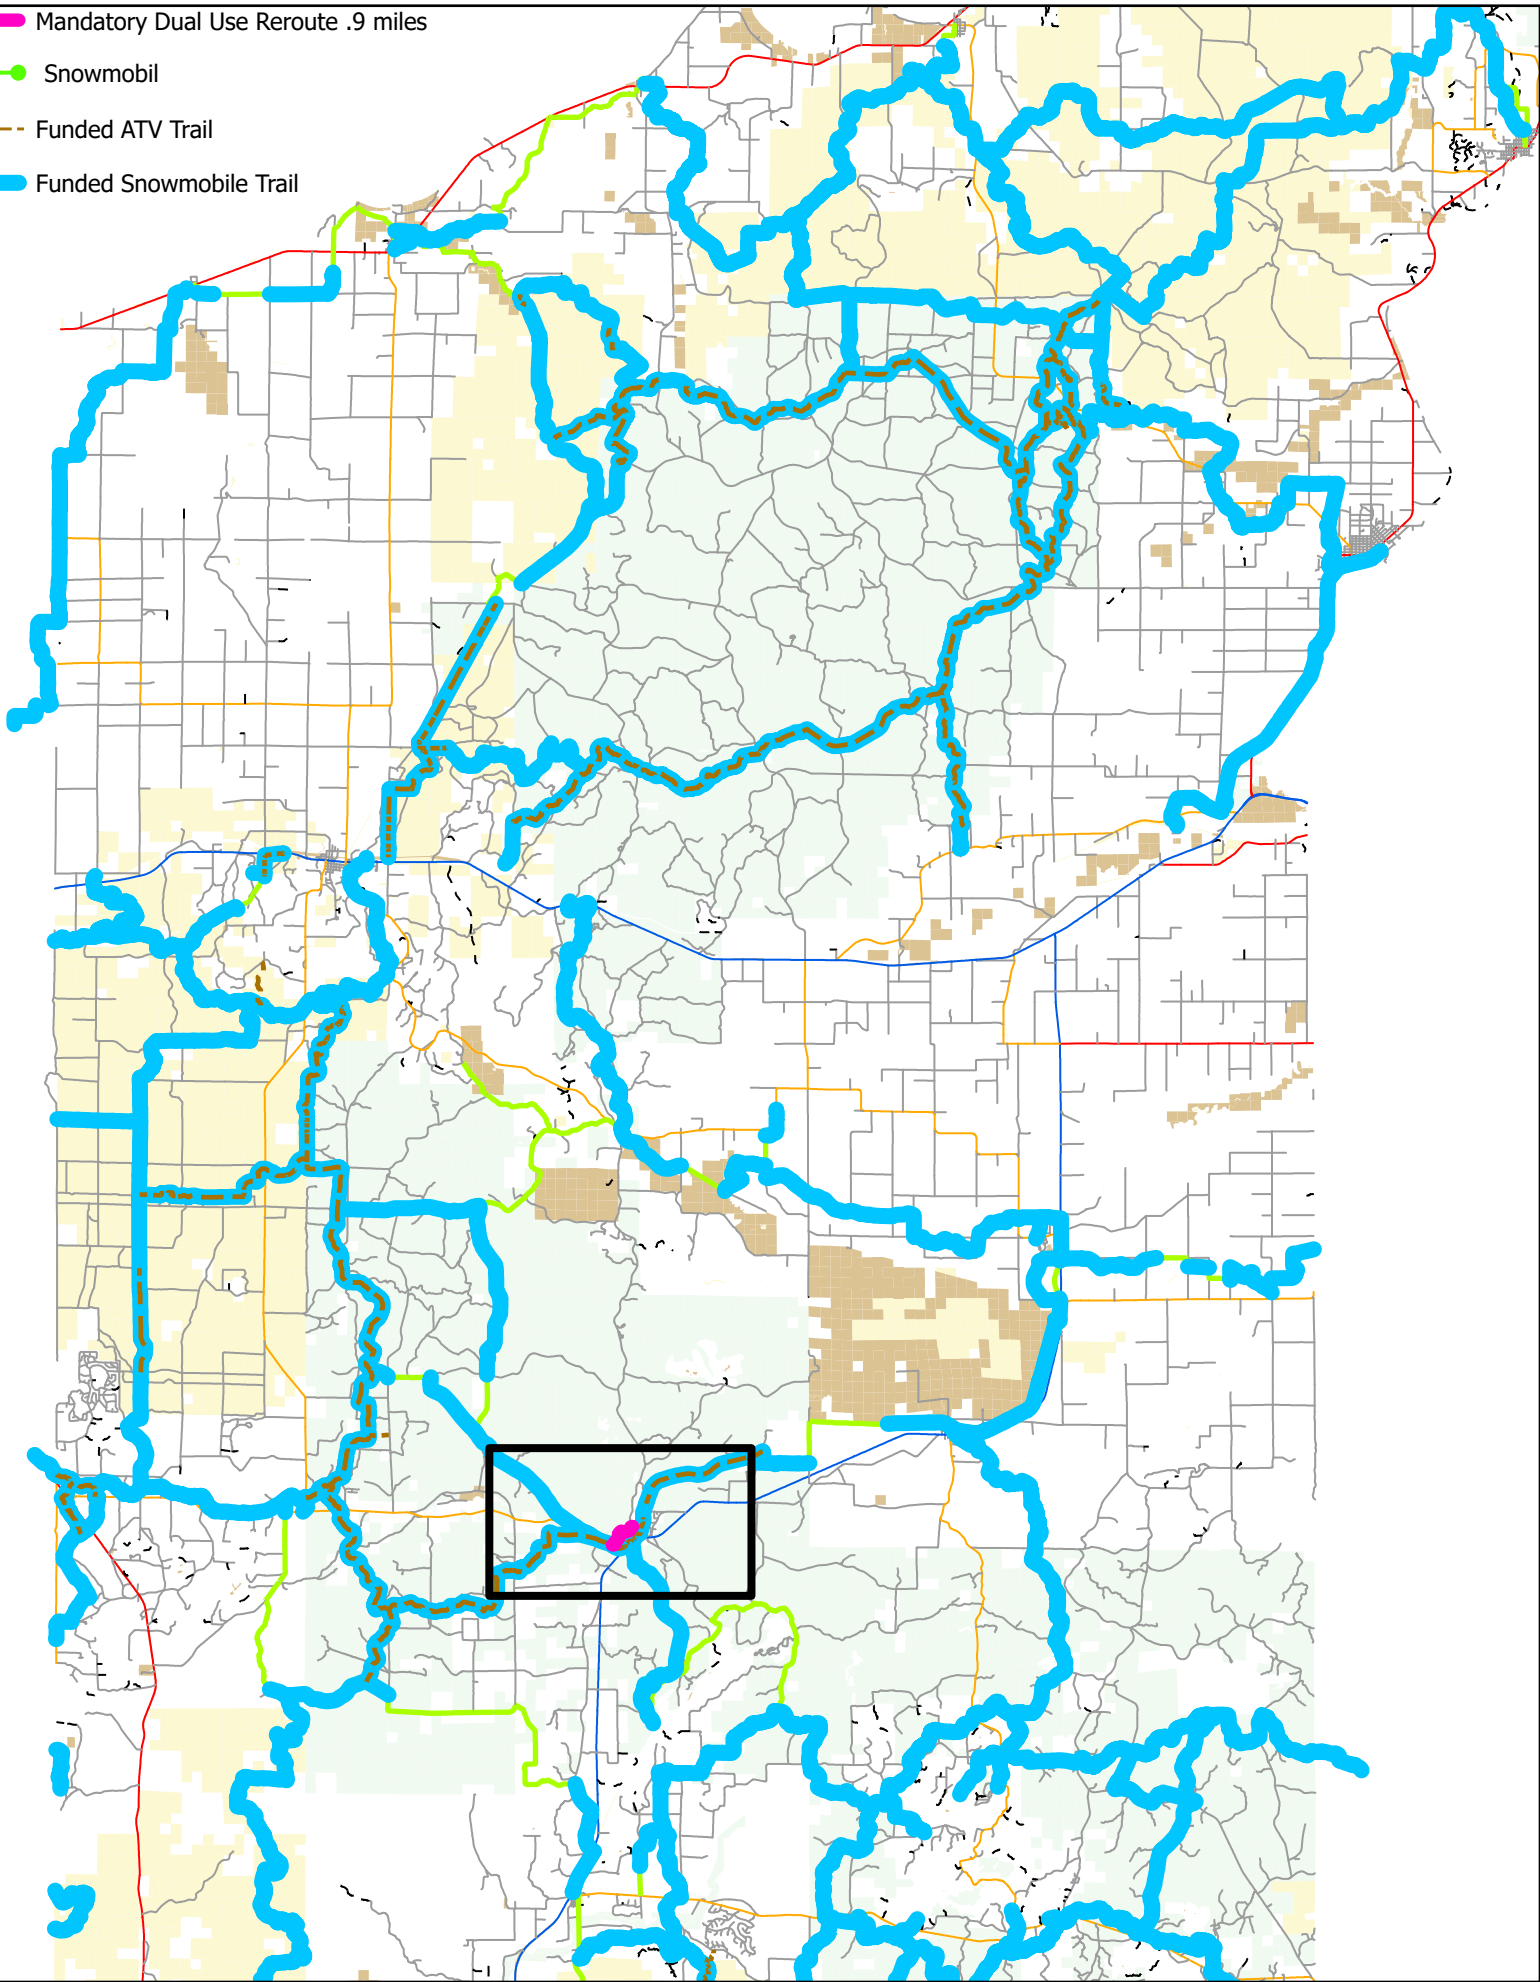 Mandatory Dual Use Reroute .9 miles
Snowmobil
Funded ATV Trail
Funded Snowmobile Trail